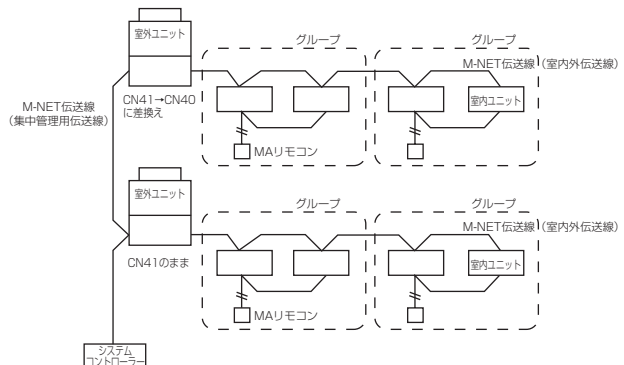 室外ユニット
CN41→CN40
に差換え
M-NET伝送線
（集中管理用伝送線）
グループ
グループ
M-NET伝送線（室内外伝送線）
室内ユニット
MAリモコン
室外ユニット
CN41のまま
グループ
グループ
M-NET伝送線（室内外伝送線）
室内ユニット
MAリモコン
システム
コントローラー